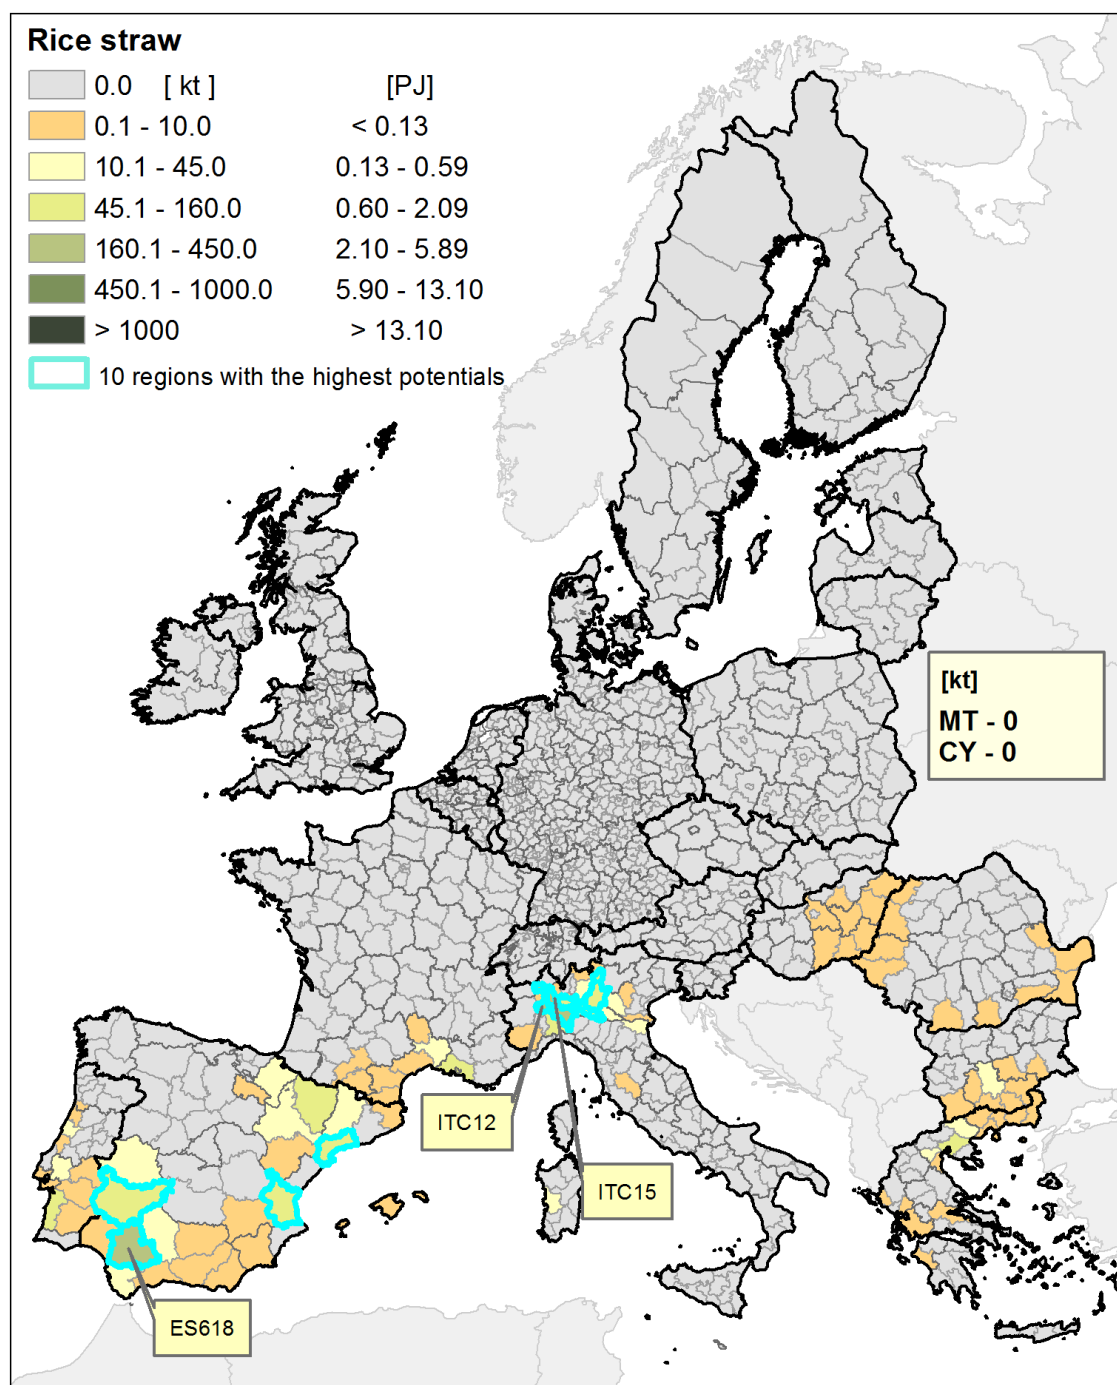 Rice straw
0.0 [ kt ] [PJ]
0.1 - 10.0 < 0.13
10.1 - 45.0 0.13 - 0.59
45.1 - 160.0 0.60 - 2.09
160.1 - 450.0 2.10 - 5.89
450.1 - 1000.0 5.90 - 13.10
> 1000 > 13.10
10 regions with the highest potentials
[kt]
MT - 0
CY - 0
ITC12
ITC15
ES618